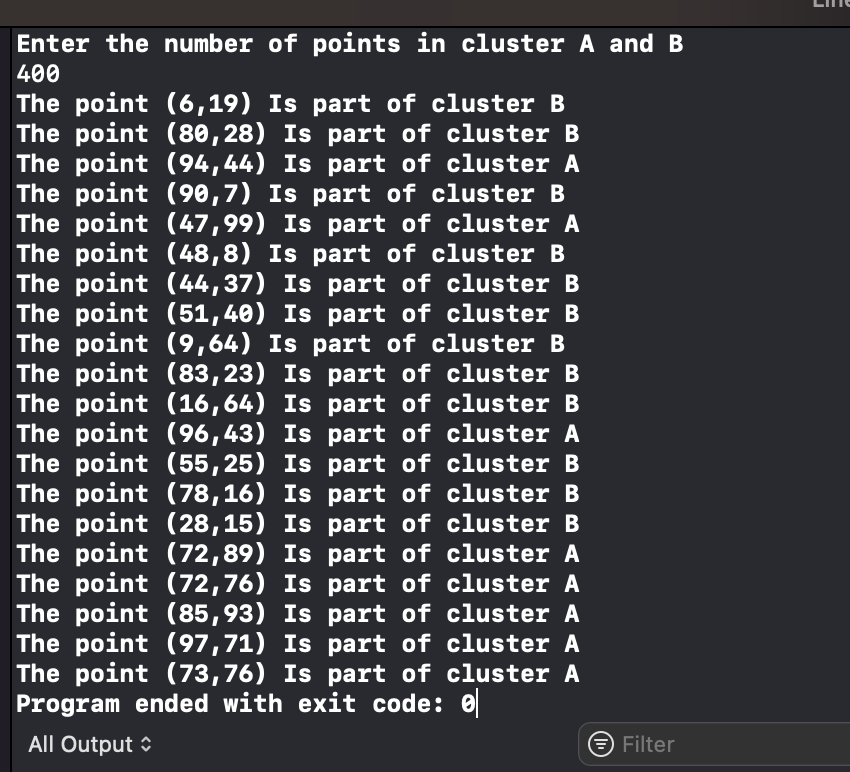 Enter the number of points in cluster A and B
400
The point (6,19) Is part of cluster B
The point (80,28) Is part of cluster B
The point (94,44) Is part of cluster A
The point (90,7) Is part of cluster B
The point (47,99) Is part of cluster A
The point (48,8) Is part of cluster B
The point (44,37) Is part of cluster B
The point (51,40) Is part of cluster B
The point (9,64) Is part of cluster B
The point (83,23) Is part of cluster B
The point (16,64) Is part of cluster B
The point (96,43) Is part of cluster A
The point (55,25) Is part of cluster B
The point (78,16) Is part of cluster B
The point (28,15) Is part of cluster B
The point (72,89) Is part of cluster A
The point (72,76) Is part of cluster A
The point (85,93) Is part of cluster A
The point (97,71) Is part of cluster A
The point (73,76) Is part of cluster A
Program ended with exit code: 0
All Output
Filter